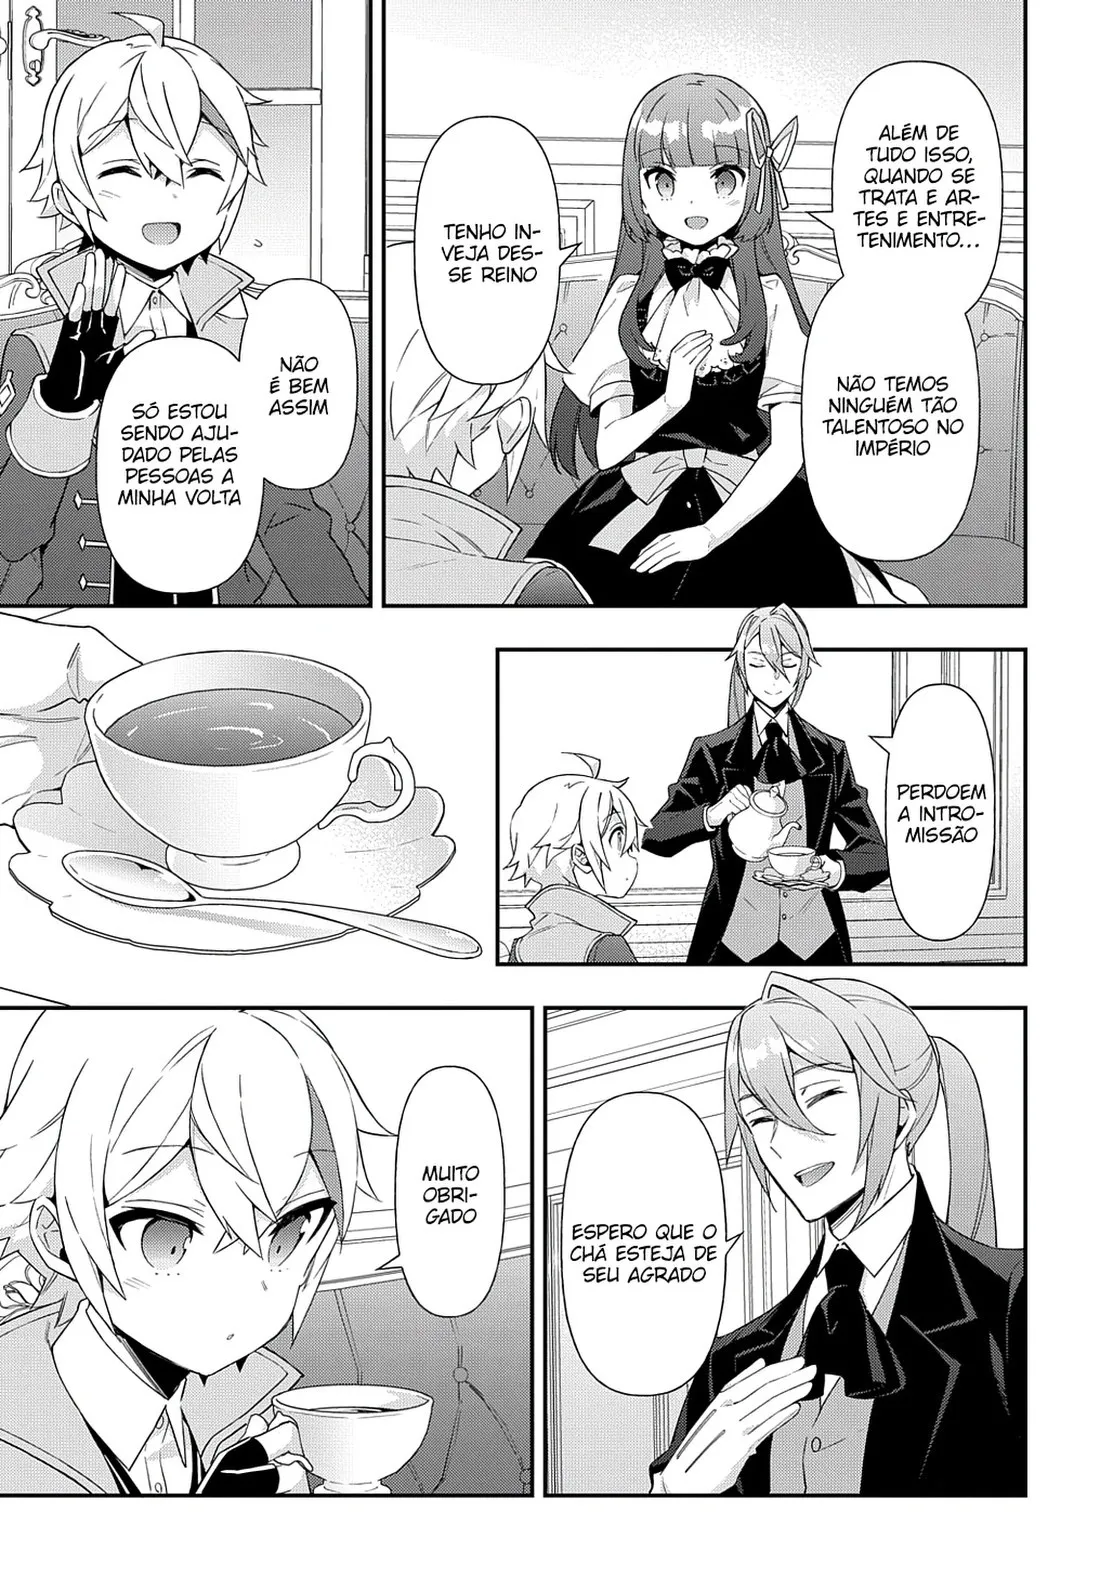 ALÉM DE
TUDO ISSO,
QUANDO SE
TRATA E AR-
TES E ENTRE-
TENIMENTO...
NÃO TEMOS
NINGUÉM TÃO
TALENTOSO NO
IMPÉRIO
TENHO IN-
VEJA DES-
SE REINO
NÃO
É BEM
ASSIM
SÓ ESTOU
SENDO AJU-
DADO PELAS
PESSOAS A
MINHA VOLTA
PERDOEM
A INTRO-
MISSÃO
ESPERO QUE O
CHÁ ESTEJA DE
SEU AGRADO
MUITO
OBRI-
GADO